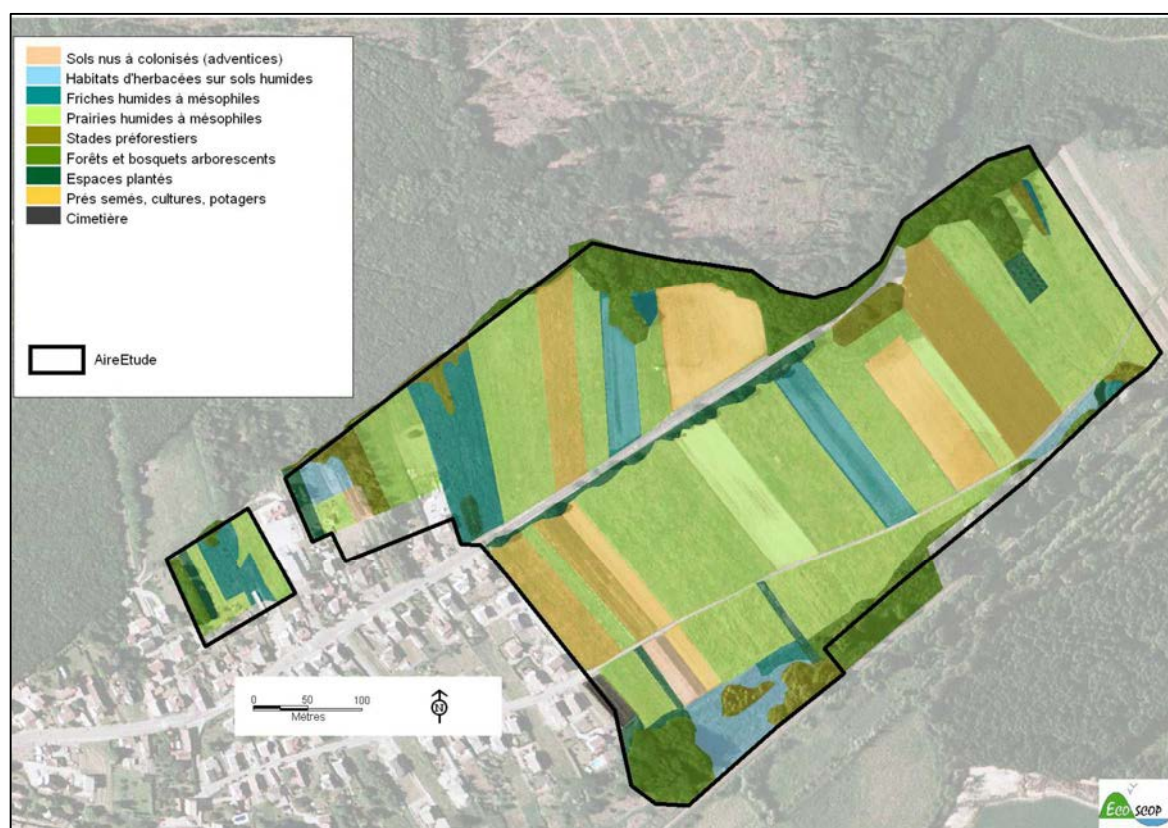 Sols nus à colonisés (adventices)
Habitats d'herbacées sur sols humides
Friches humides à mésophiles
Prairies humides à mésophiles
Stades préforestiers
Forêts et bosquets arborescents
Espaces plantés
Prés semés, cultures, potagers
Cimetière
AireEtude
0 50 100
Mètres
N
ECO SCOP